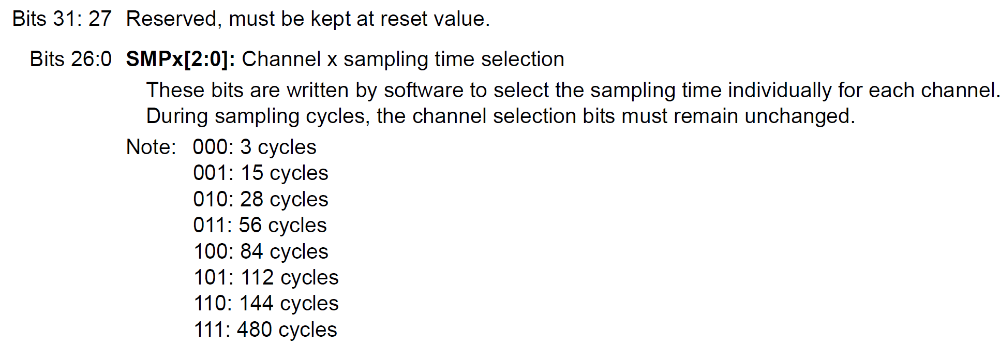 Bits 31: 27 Reserved, must be kept at reset value.
Bits 26:0 SMPx[2:0]: Channel x sampling time selection
These bits are written by software to select the sampling time individually for each channel.
During sampling cycles, the channel selection bits must remain unchanged.
Note: 000: 3 cycles
001: 15 cycles
010: 28 cycles
011: 56 cycles
100: 84 cycles
101: 112 cycles
110: 144 cycles
111: 480 cycles